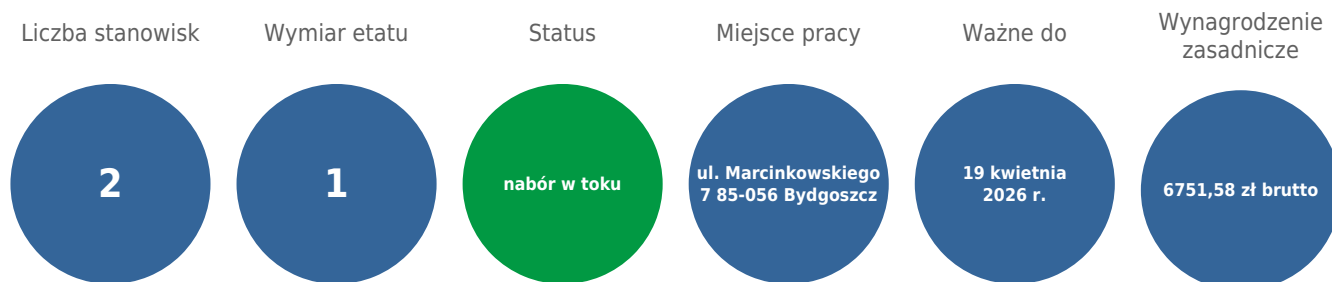 Liczba stanowisk
2
Wymiar etatu
1
Status
nabór w toku
Miejsce pracy
ul. Marcinkowskiego
7 85-056 Bydgoszcz
Ważne do
19 kwietnia
2026 r.
Wynagrodzenie
zasadnicze
6751,58 zł brutto